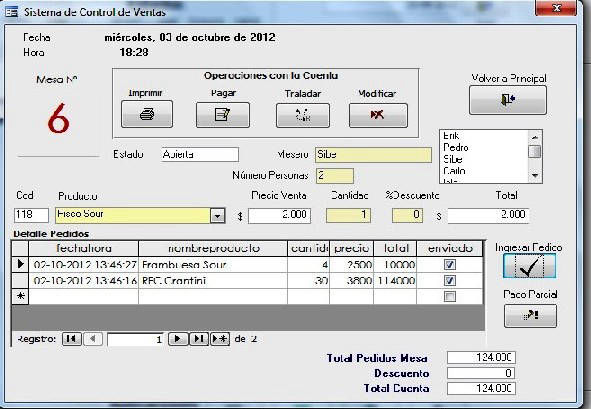 Sistema de Control de Ventas
Fecha miércoles, 03 de octubre de 2012
Hora 18:28
Mesa Nº
6
Operaciones con la Cuenta
Imprimir Pagar Traladar Modificar
Volver a Principal
Estado Abierta Mesero Sibe
Número Personas 2
Erik
Pedro
Sibe
Carlo
Cod Producto Precio Venta Cantidad %Descuento Total
118 Pisco Sour $ 2.000 1 0 $ 2.000
Detalle Pedidos
fechahora nombreproducto cantida precio total enviado
02-10-2012 13:46:27 Frambuesa Sour 4 2500 10000
02-10-2012 13:46:16 30 3800 114000
Ingresar Pedido
Pago Parcial
Registro: 1 de 2
Total Pedidos Mesa 124.000
Descuento 0
Total Cuenta 124.000